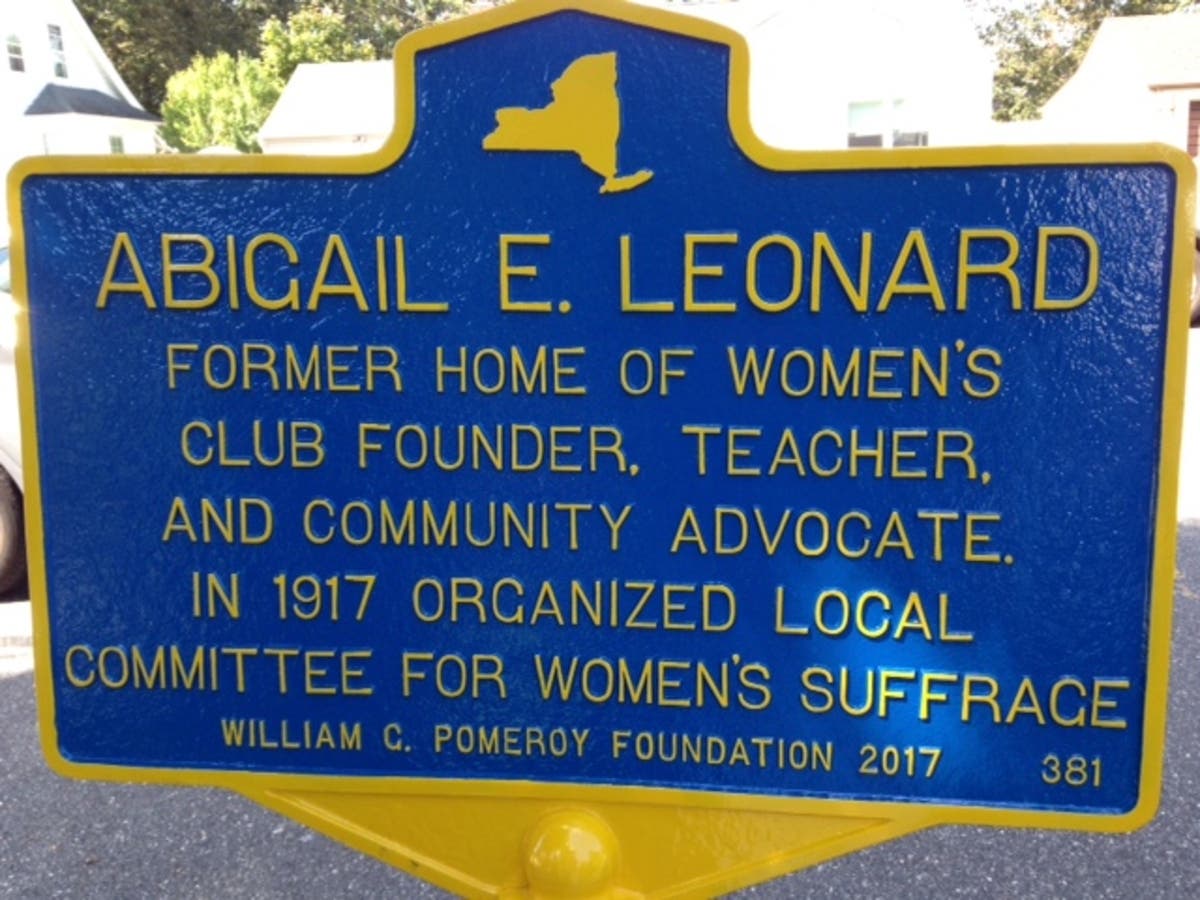 ABIGAIL E. LEONARD
FORMER HOME OF WOMEN'S
CLUB FOUNDER, TEACHER,
AND COMMUNITY ADVOCATE.
IN 1917 ORGANIZED LOCAL
COMMITTEE FOR WOMEN'S SUFFRAGE
WILLIAM G. POMEROY FOUNDATION 2017 381